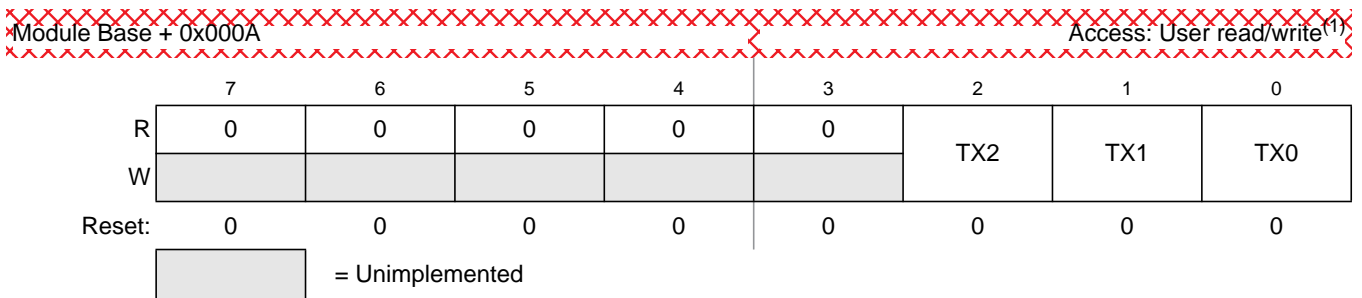 Module Base + 0x000A Access: User read/write(1)
7 6 5 4 3 2 1 0
R 0 0 0 0 0 TX2 TX1 TX0
W
Reset: 0 0 0 0 0 0 0 0
= Unimplemented